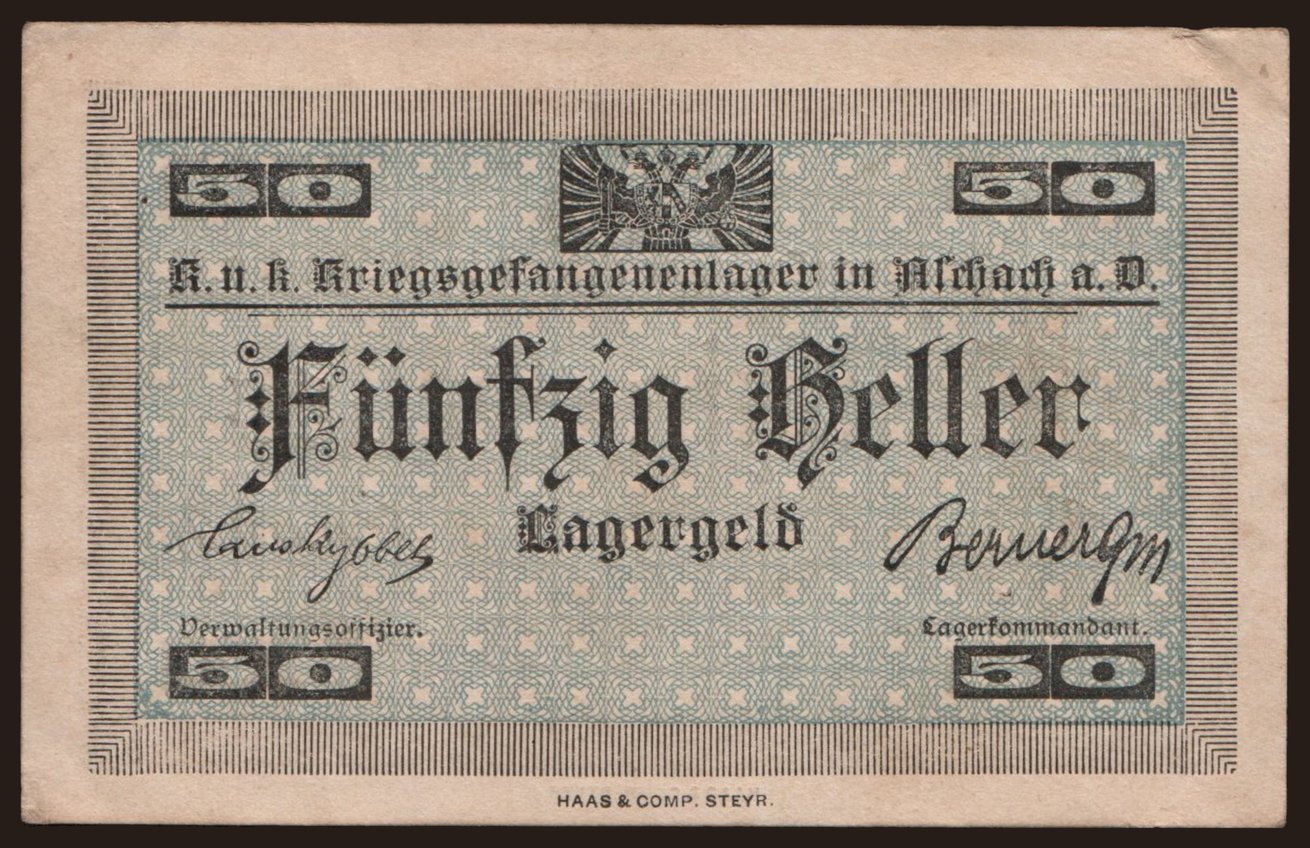 50 50
K. u. k. Kriegsgefangenenlager in Aschach a. D.
Fünfzig Heller
Lagergeld
Verwaltungsoffizier. Lagerkommandant.
50 50
HAAS & COMP. STEYR.